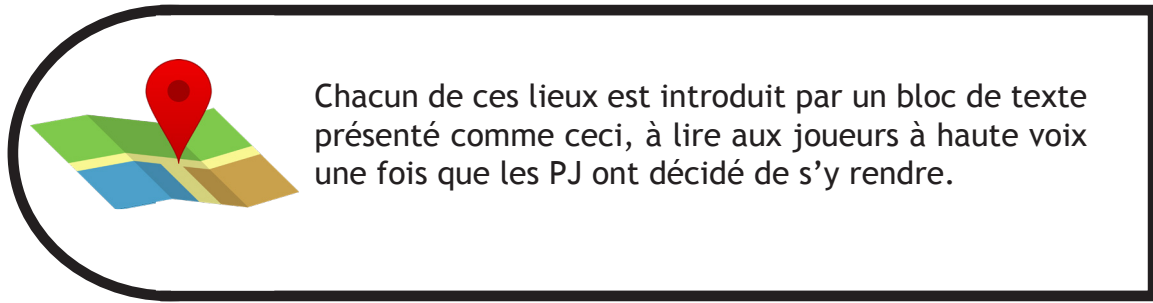 Chacun de ces lieux est introduit par un bloc de texte
présenté comme ceci, à lire aux joueurs à haute voix
une fois que les PJ ont décidé de s’y rendre.